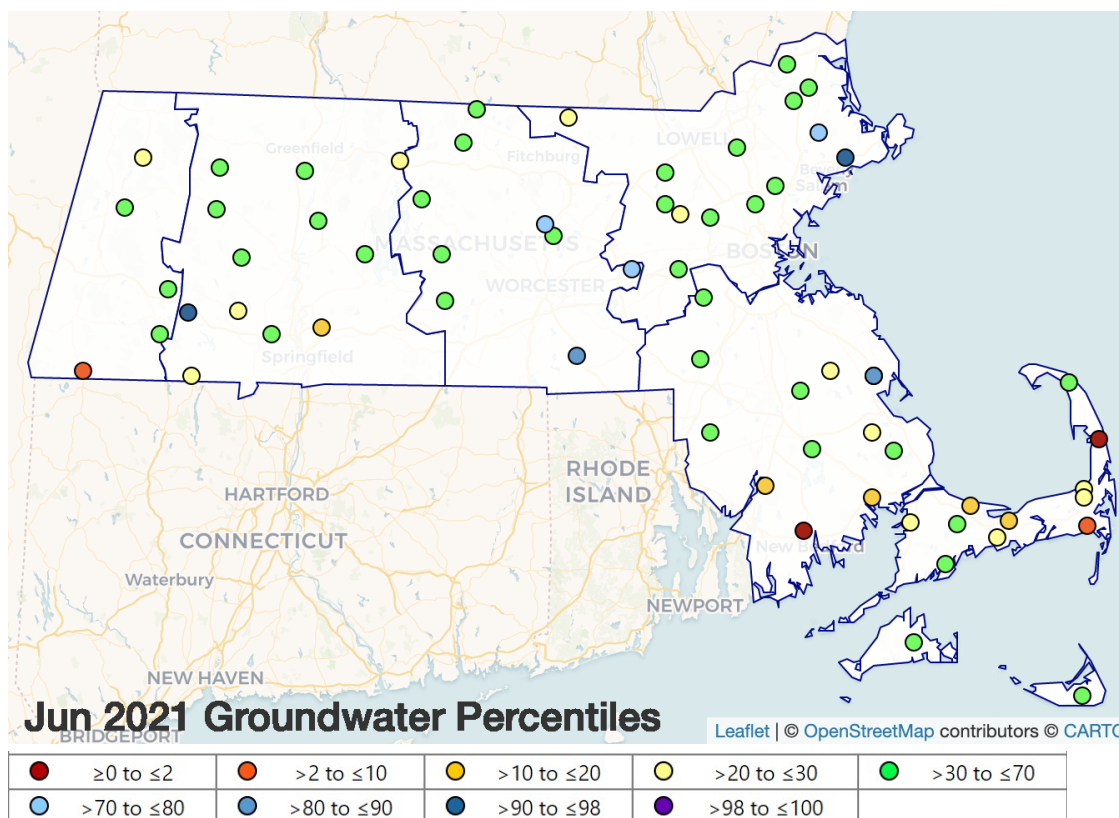 LOWELL
Greenfield
Fitchburg
Beverly
Salem
MASSACHUSETTS
BOSTON
WORCESTER
Springfield
RHODE
ISLAND
HARTFORD
CONNECTICUT
New Bedford
Waterbury
NEWPORT
NEW HAVEN
Jun 2021 Groundwater Percentiles
BRIDGEPORT
Leaflet | © OpenStreetMap contributors © CARTO
≥0 to ≤2 >2 to ≤10 >10 to ≤20 >20 to ≤30 >30 to ≤70
>70 to ≤80 >80 to ≤90 >90 to ≤98 >98 to ≤100